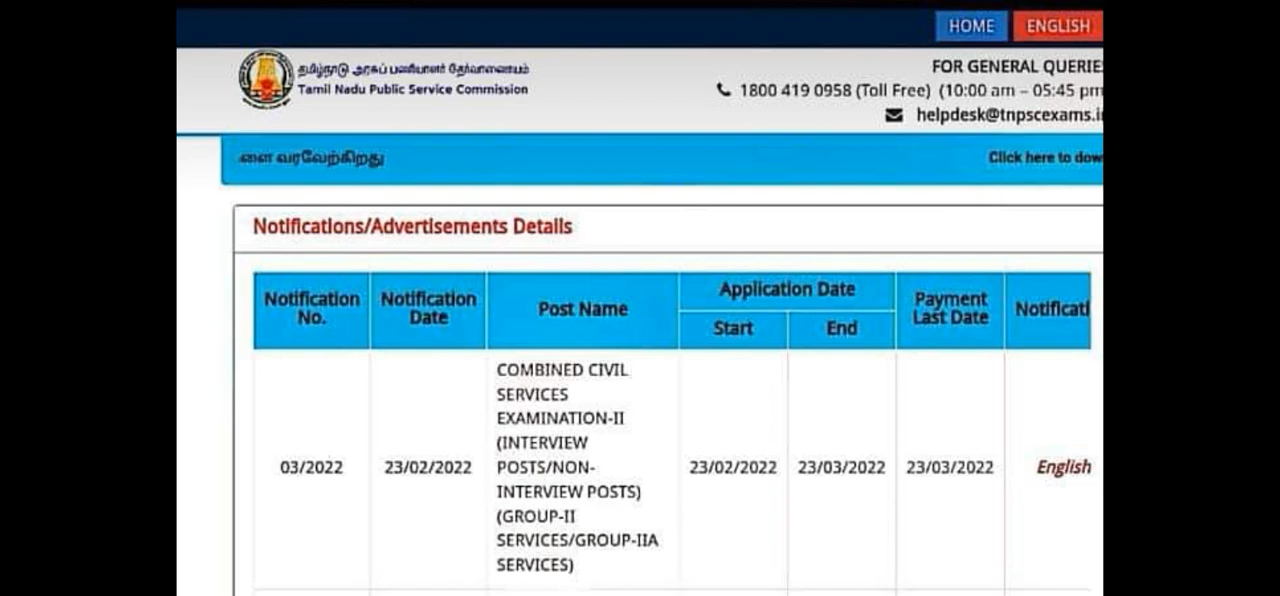 HOME ENGLISH
தமிழ்நாடு அரசுப் பணியாளர் தேர்வாணையம்
Tamil Nadu Public Service Commission
FOR GENERAL QUERIES
1800 419 0958 (Toll Free) (10:00 am – 05:45 pm
helpdesk@tnpscexams.i
ளை வரவேற்கிறது
Click here to dow
Notifications/Advertisements Details
Notification No.
Notification Date
Post Name
Application Date
Start
End
Payment Last Date
Notificati
03/2022
23/02/2022
COMBINED CIVIL
SERVICES
EXAMINATION-II
(INTERVIEW
POSTS/NON-
INTERVIEW POSTS)
(GROUP-II
SERVICES/GROUP-IIA
SERVICES)
23/02/2022
23/03/2022
23/03/2022
English